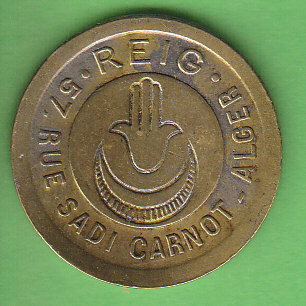 · REIG ·
57. RUE SADI CARNOT - ALGER